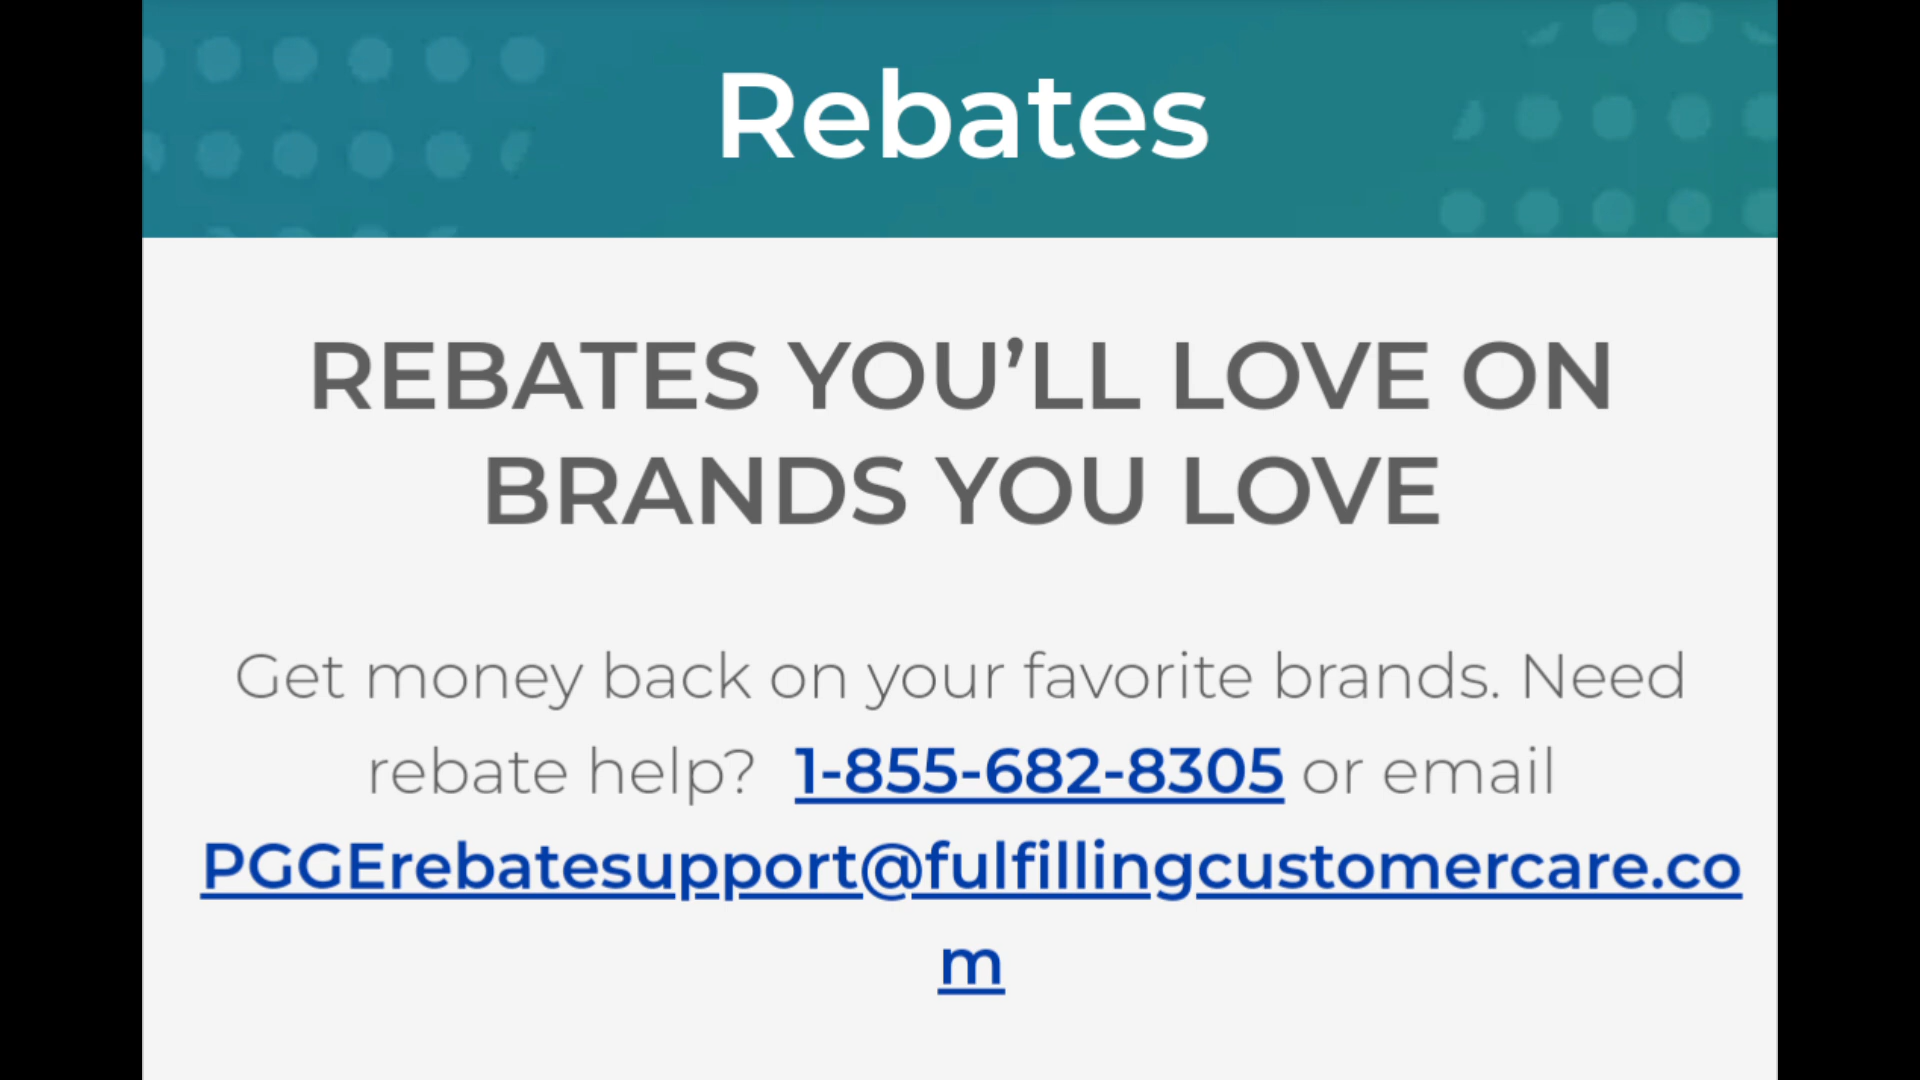 Rebates
REBATES YOU’LL LOVE ON
BRANDS YOU LOVE
Get money back on your favorite brands. Need
rebate help? 1-855-682-8305 or email
PGGErebatesupport@fulfillingcustomercare.co
m